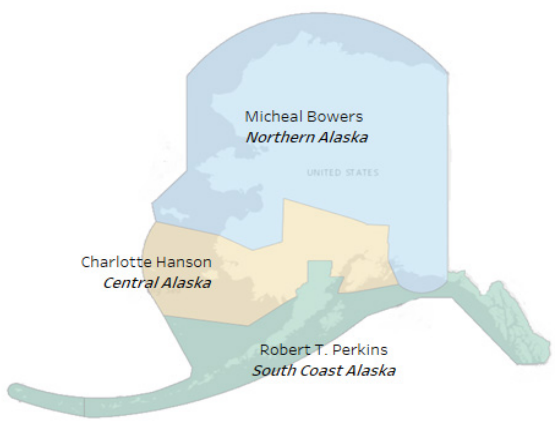 Micheal Bowers
Northern Alaska
UNITED STATES
Charlotte Hanson
Central Alaska
Robert T. Perkins
South Coast Alaska